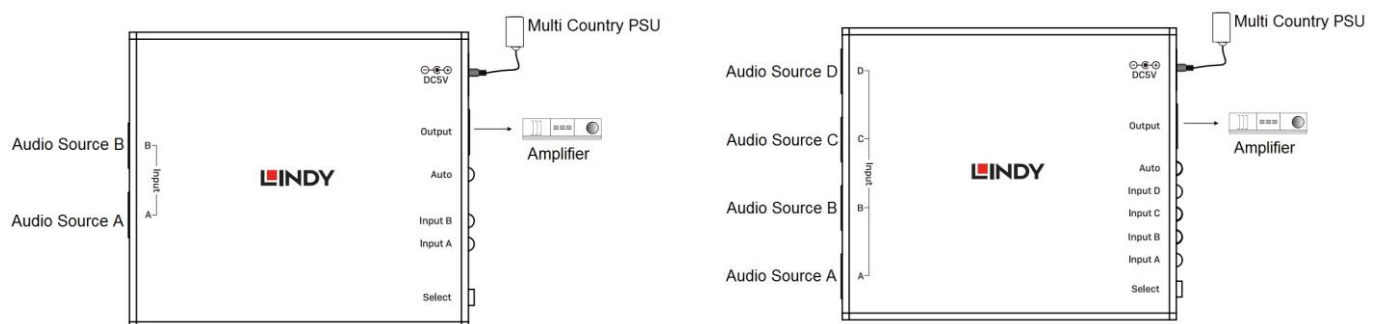 Multi Country PSU
DC5V
Audio Source B
B
Output
Amplifier
Input
LINDY
Auto
Audio Source A
A
Input B
Input A
Select
Multi Country PSU
Audio Source D
D
DC5V
Audio Source C
C
Output
Amplifier
Input
LINDY
Auto
Input D
Audio Source B
B
Input C
Input B
Input A
Audio Source A
A
Select